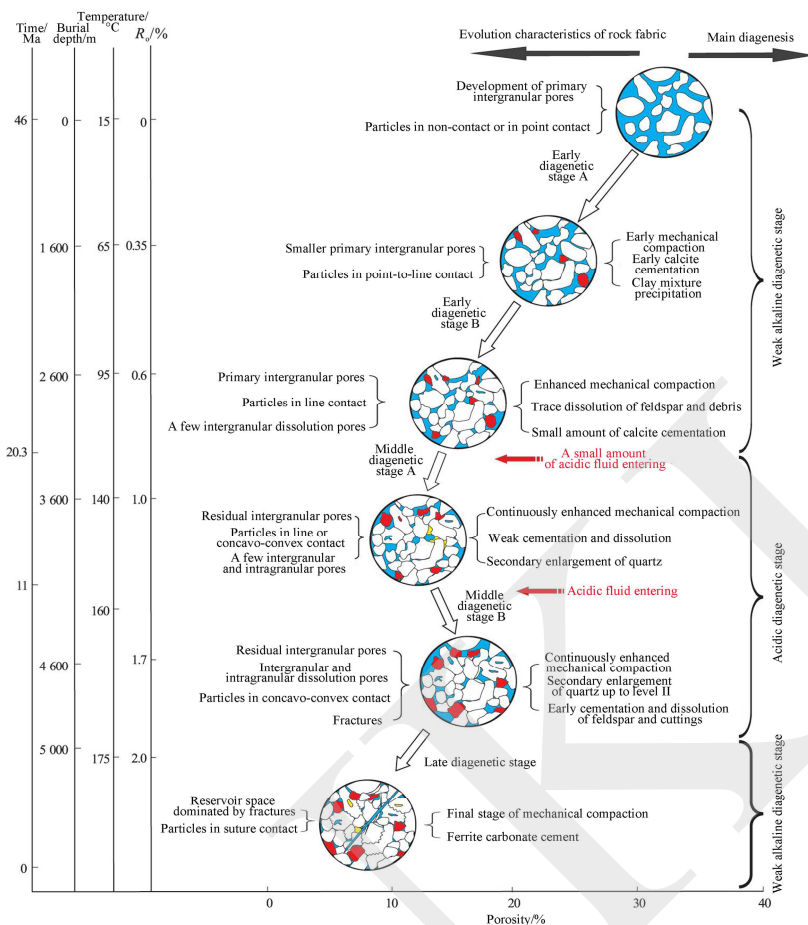 Time/
Ma
Burial
depth/m
Temperature/
°C
Ro/%
Evolution characteristics of rock fabric
Main diagenesis
46
0
15
0
Development of primary
intergranular pores
Particles in non-contact or in point contact
Early
diagenetic
stage A
1 600
65
0.35
Smaller primary intergranular pores
Particles in point-to-line contact
Early mechanical
compaction
Early calcite
cementation
Clay mixture
precipitation
Early
diagenetic
stage B
Weak alkaline diagenetic stage
2 600
95
0.6
Primary intergranular pores
Particles in line contact
A few intergranular dissolution pores
Enhanced mechanical compaction
Trace dissolution of feldspar and debris
Small amount of calcite cementation
20.3
Middle
diagenetic
stage A
A small amount
of acidic fluid entering
3 600
140
1.0
Residual intergranular pores
Particles in line or
concavo-convex contact
A few intergranular
and intragranular pores
Continuously enhanced mechanical compaction
Weak cementation and dissolution
Secondary enlargement of quartz
11
160
Middle
diagenetic
stage B
Acidic fluid entering
Acidic diagenetic stage
4 600
1.7
Residual intergranular pores
Intergranular and
intragranular dissolution pores
Particles in concavo-convex contact
Fractures
Continuously enhanced
mechanical compaction
Secondary enlargement
of quartz up to level II
Early cementation and dissolution
of feldspar and cuttings
5 000
175
2.0
Late diagenetic stage
Reservoir space
dominated by fractures
Particles in suture contact
Final stage of mechanical compaction
Ferrite carbonate cement
Weak alkaline diagenetic stage
0
0
10
20
30
40
Porosity/%